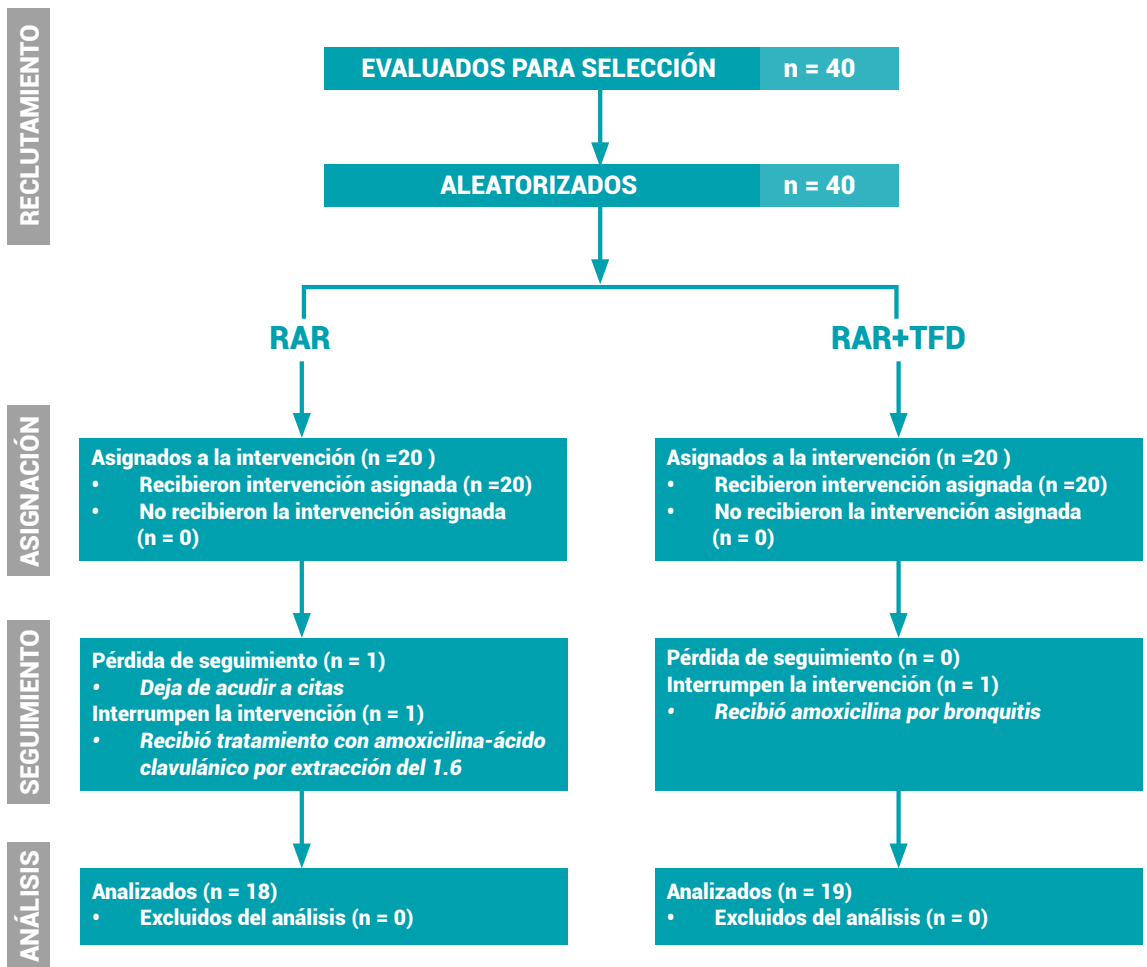 RECLUTAMIENTO
EVALUADOS PARA SELECCIÓN n = 40
ALEATORIZADOS n = 40
RAR
RAR+TFD
ASIGNACIÓN
Asignados a la intervención (n =20 )
• Recibieron intervención asignada (n =20)
• No recibieron la intervención asignada
(n = 0)
Asignados a la intervención (n =20 )
• Recibieron intervención asignada (n =20)
• No recibieron la intervención asignada
(n = 0)
SEGUIMIENTO
Pérdida de seguimiento (n = 1)
• Deja de acudir a citas
Interrumpen la intervención (n = 1)
• Recibió tratamiento con amoxicilina-ácido
clavulánico por extracción del 1.6
Pérdida de seguimiento (n = 0)
Interrumpen la intervención (n = 1)
• Recibió amoxicilina por bronquitis
ANÁLISIS
Analizados (n = 18)
• Excluidos del análisis (n = 0)
Analizados (n = 19)
• Excluidos del análisis (n = 0)